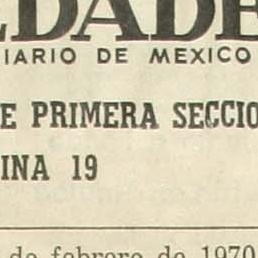 LDADE
IARIO DE MEXICO
E PRIMERA SECCIO
INA 19
de febrero de 1970